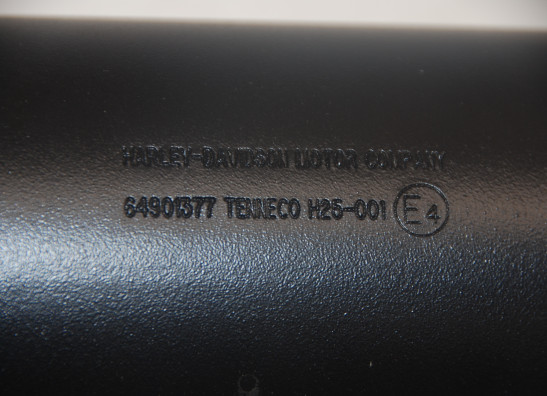 HARLEY-DAVIDSON MOTOR COMPANY
64901377 TENNECO H25-001 E4